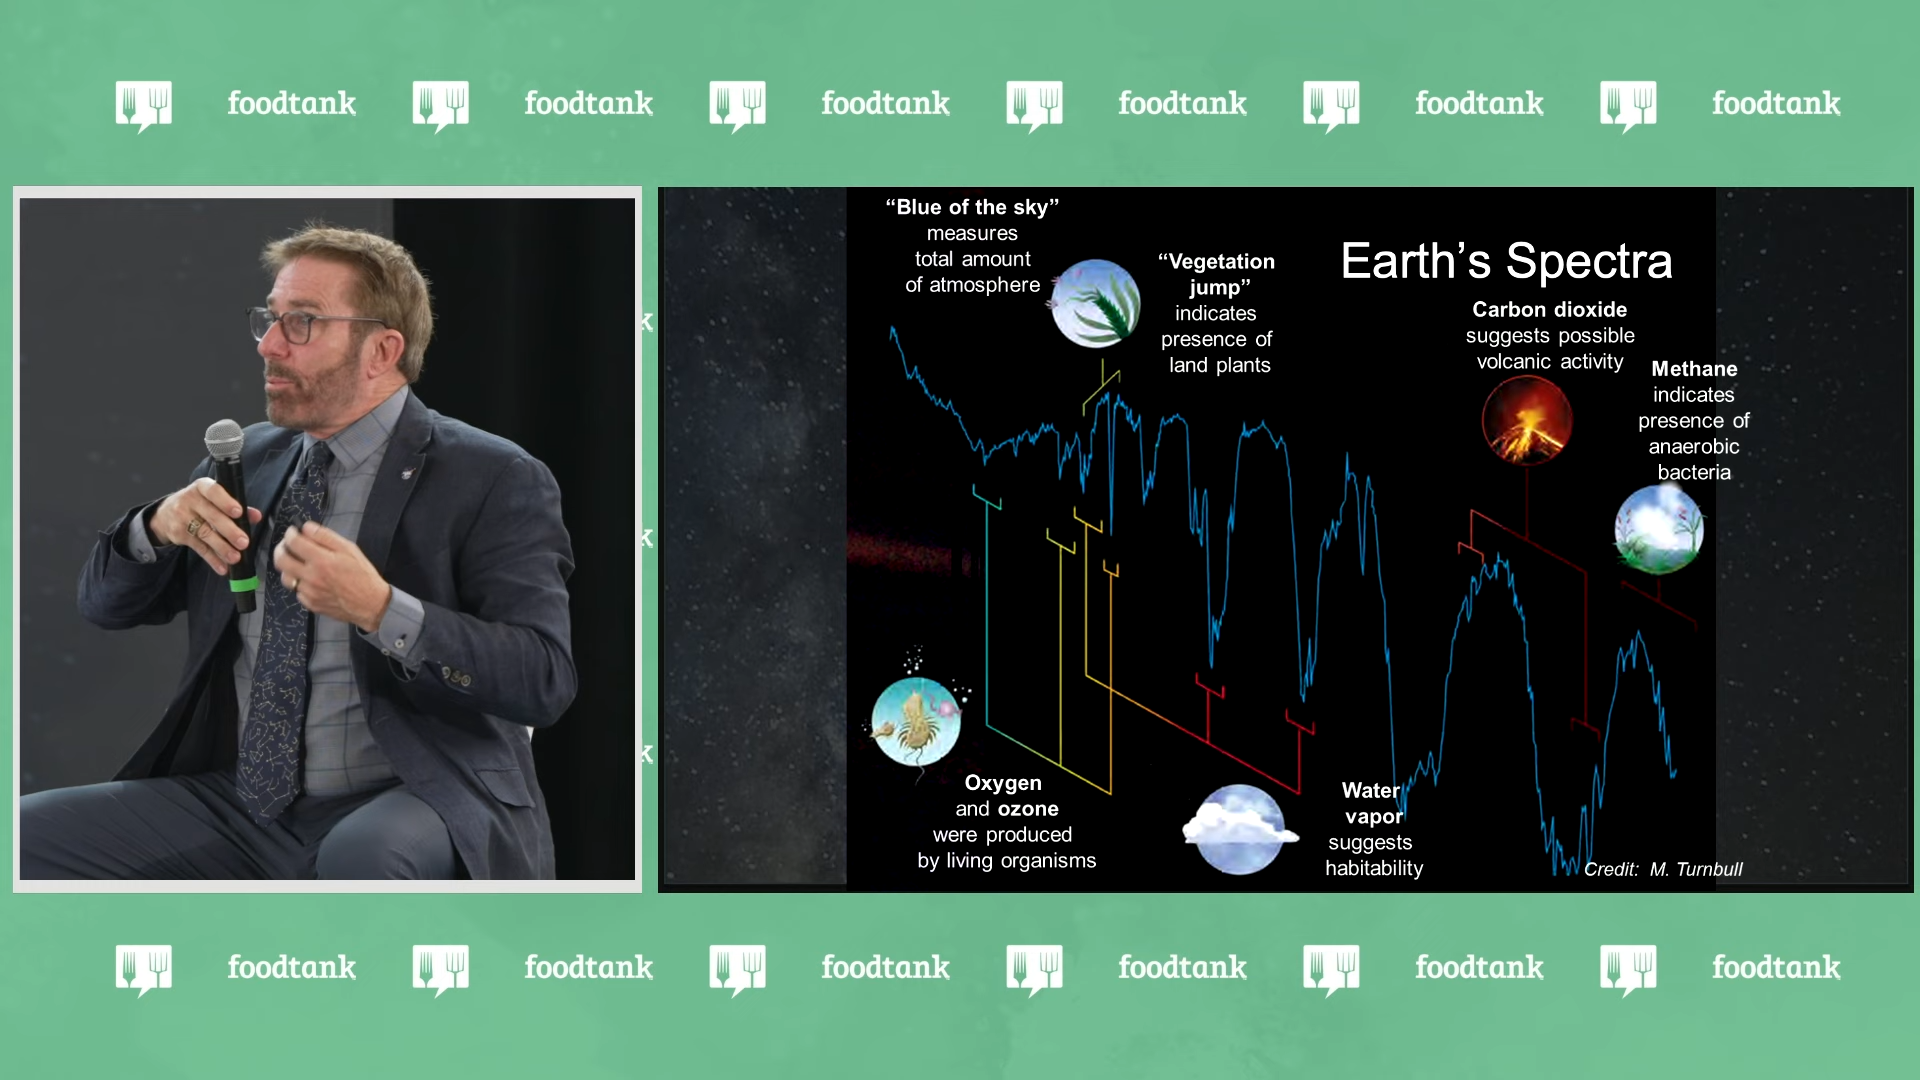 foodtank foodtank foodtank foodtank foodtank foodtank
“Blue of the sky”
measures
total amount
of atmosphere
“Vegetation
jump”
indicates
presence of
land plants
Earth’s Spectra
Carbon dioxide
suggests possible
volcanic activity
Methane
indicates
presence of
anaerobic
bacteria
Oxygen
and ozone
were produced
by living organisms
Water
vapor
suggests
habitability
Credit: M. Turnbull
k
k
k
foodtank foodtank foodtank foodtank foodtank foodtank